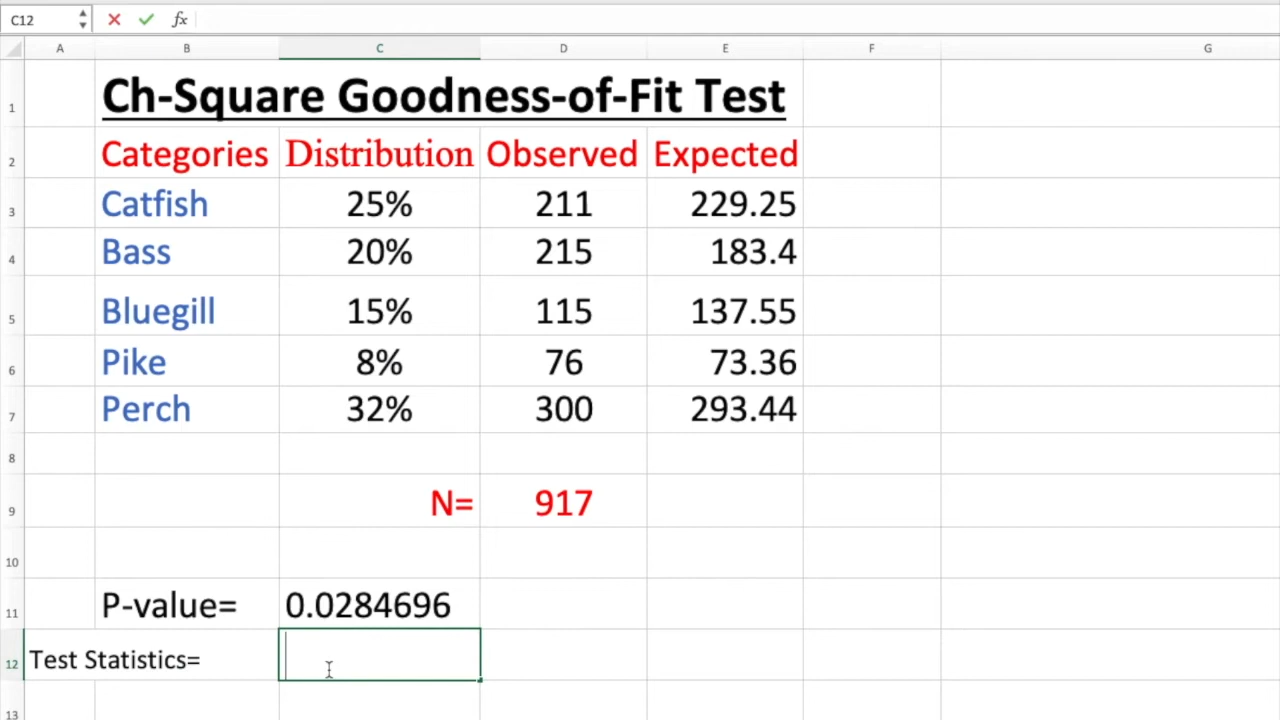 C12 fx
A B C D E F G
1 Ch-Square Goodness-of-Fit Test
2 Categories Distribution Observed Expected
3 Catfish 25% 211 229.25
4 Bass 20% 215 183.4
5 Bluegill 15% 115 137.55
6 Pike 8% 76 73.36
7 Perch 32% 300 293.44
8
9 N= 917
10
11 P-value= 0.0284696
12 Test Statistics=
13